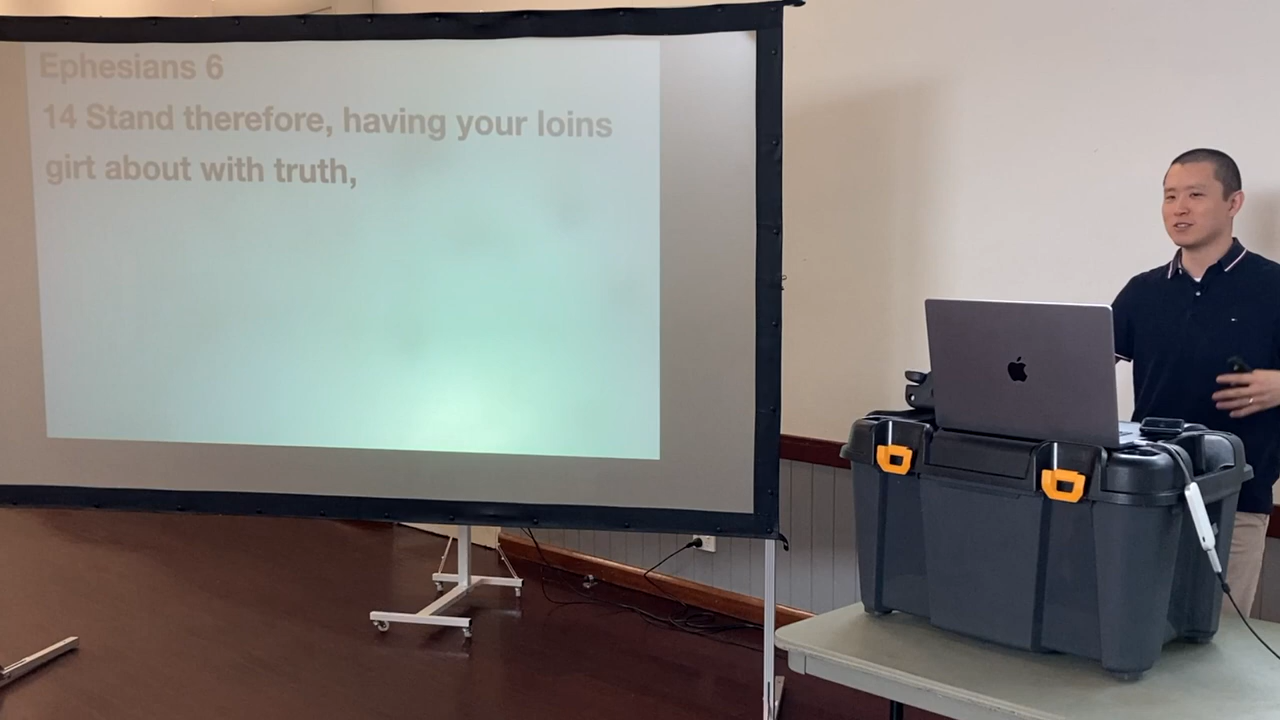 Ephesians 6
14 Stand therefore, having your loins
girt about with truth,